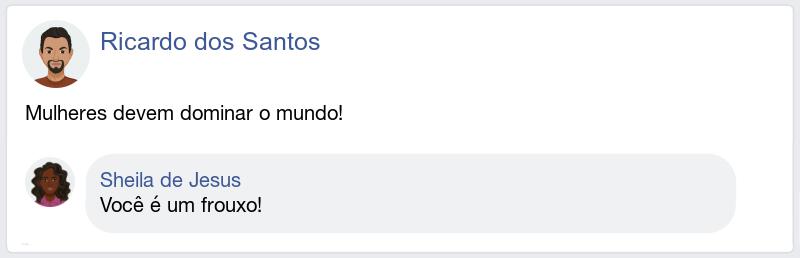 Ricardo dos Santos
Mulheres devem dominar o mundo!
Sheila de Jesus
Você é um frouxo!